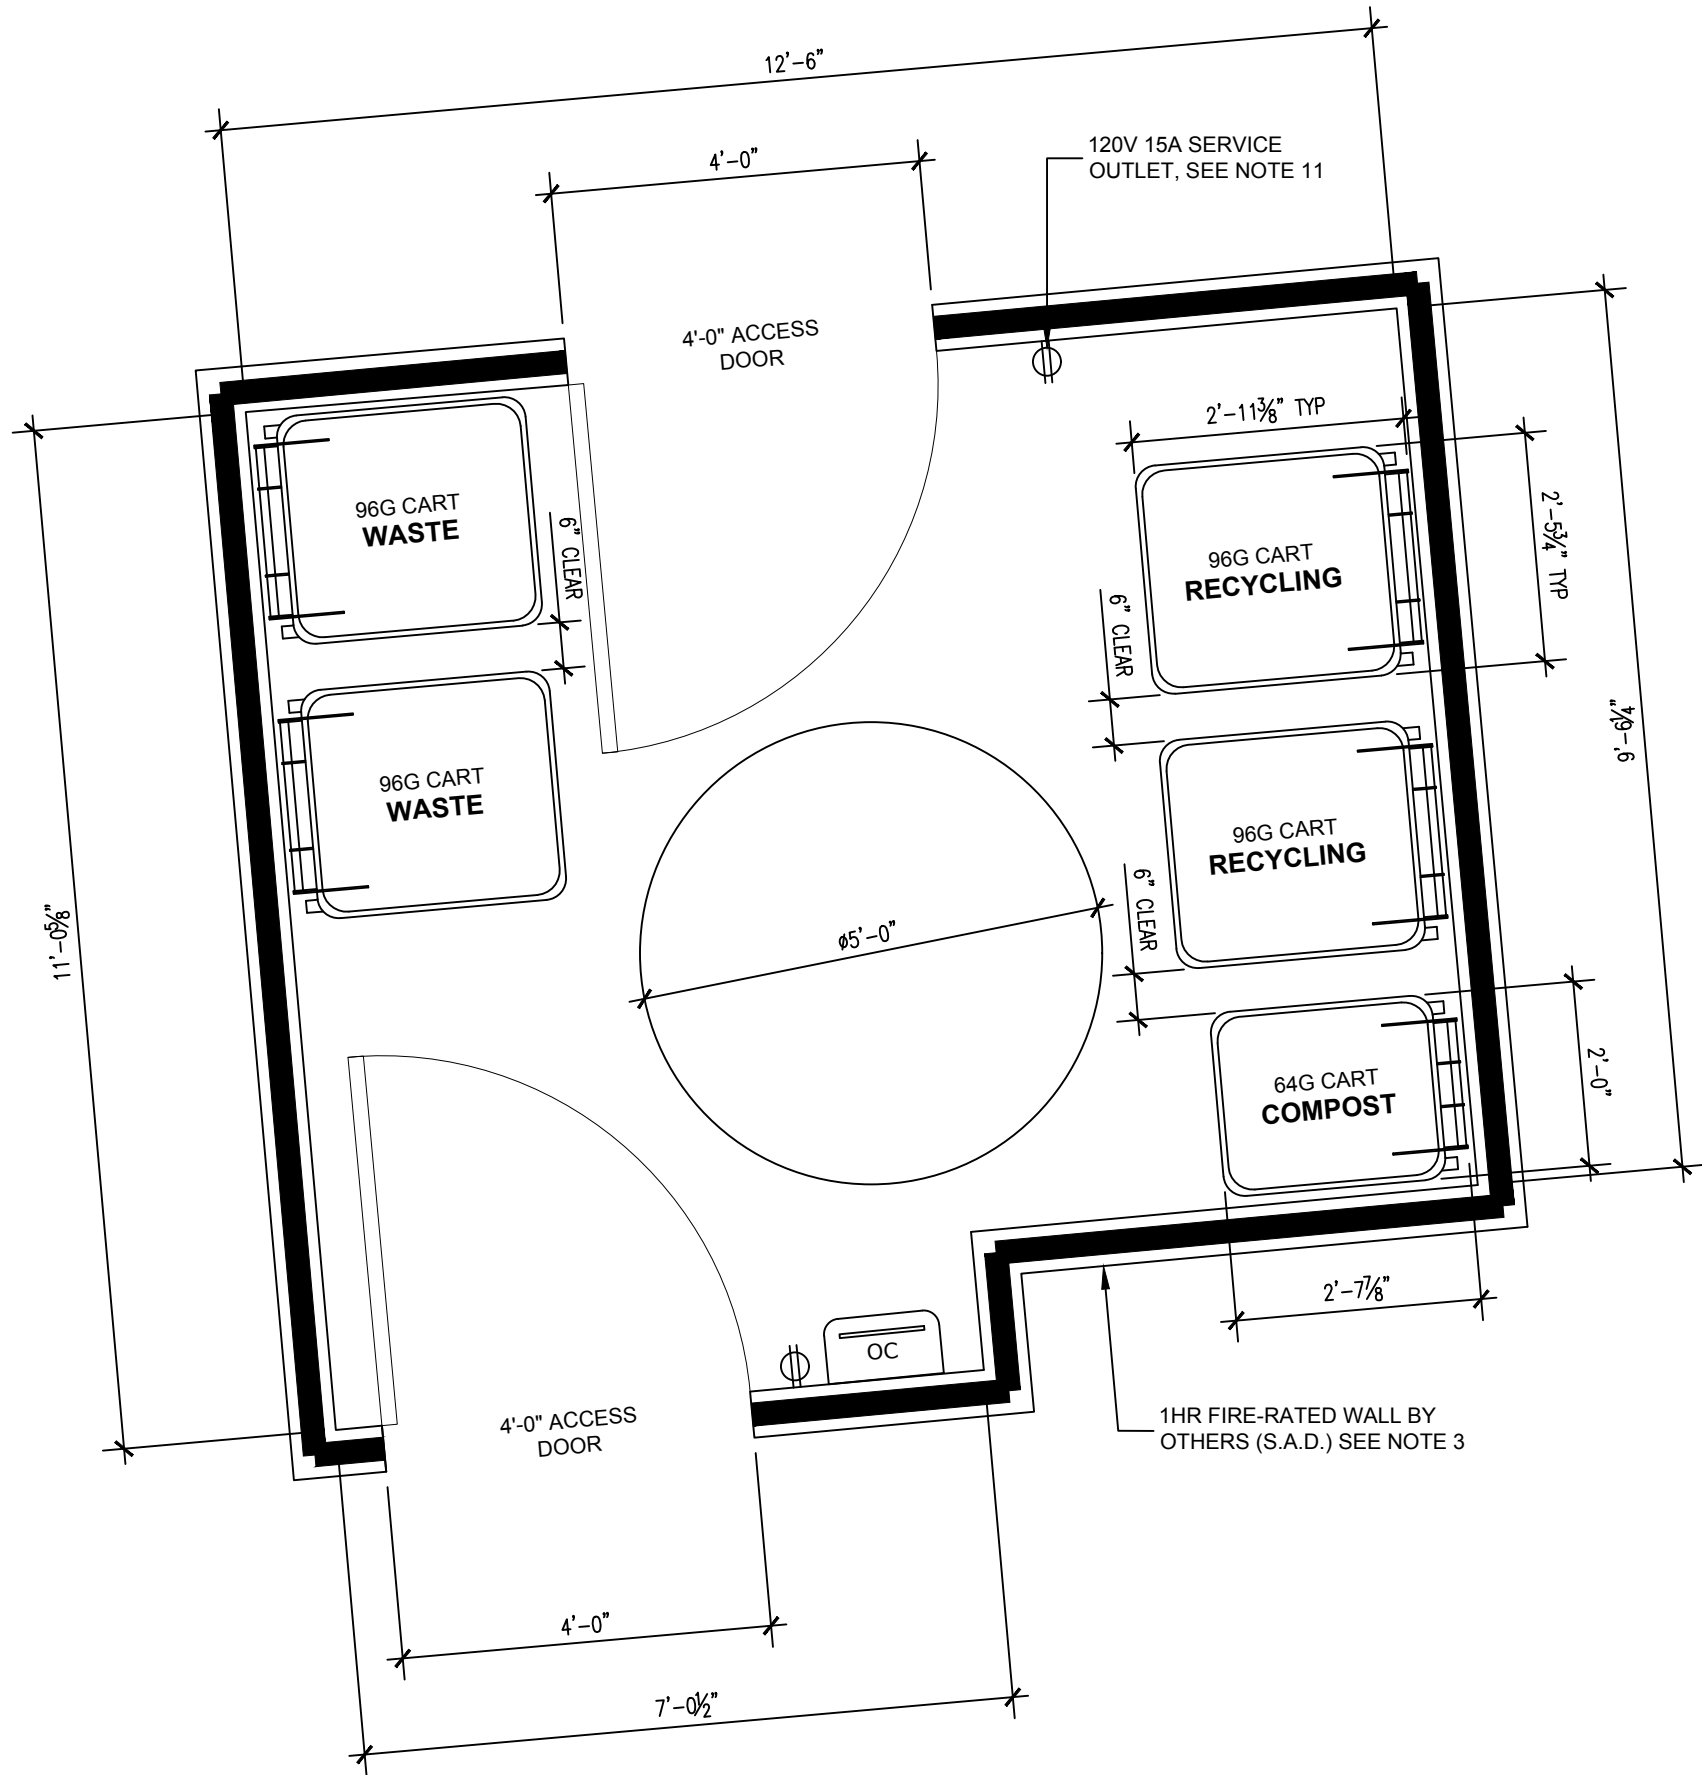 12'-6"
4'-0"
120V 15A SERVICE
OUTLET, SEE NOTE 11
4'-0" ACCESS
DOOR
2'-11⅜" TYP
96G CART
WASTE
6" CLEAR
2'-5¾" TYP
96G CART
RECYCLING
6" CLEAR
9'-6¼"
96G CART
WASTE
96G CART
RECYCLING
6" CLEAR
11'-0⅝"
ø5'-0"
64G CART
COMPOST
2'-0"
2'-7⅞"
OC
4'-0" ACCESS
DOOR
1HR FIRE-RATED WALL BY
OTHERS (S.A.D.) SEE NOTE 3
4'-0"
7'-0½"